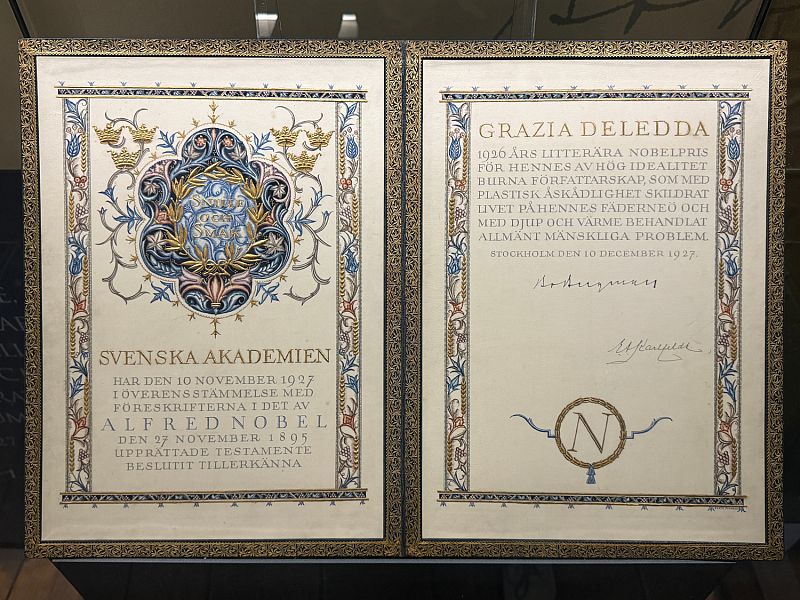 SNILLE
OCH
SMAK
SVENSKA AKADEMIEN
HAR DEN 10 NOVEMBER 1927
I ÖVERENSSTÄMMELSE MED
FÖRESKRIFTERNA I DET AV
ALFRED NOBEL
DEN 27 NOVEMBER 1895
UPPRÄTTADE TESTAMENTE
BESLUTIT TILLERKÄNNA
GRAZIA DELEDDA
1926 ÅRS LITTERÄRA NOBELPRIS
FÖR HENNES AV HÖG IDEALITET
BURNA FÖRFATTARSKAP, SOM MED
PLASTISK ÅSKÅDLIGHET SKILDRAT
LIVET PÅ HENNES FÄDERNEÖ OCH
MED DJUP OCH VÄRME BEHANDLAT
ALLMÄNT MÄNSKLIGA PROBLEM.
STOCKHOLM DEN 10 DECEMBER 1927.
Bo Bergman
E A Karlfeldt
N